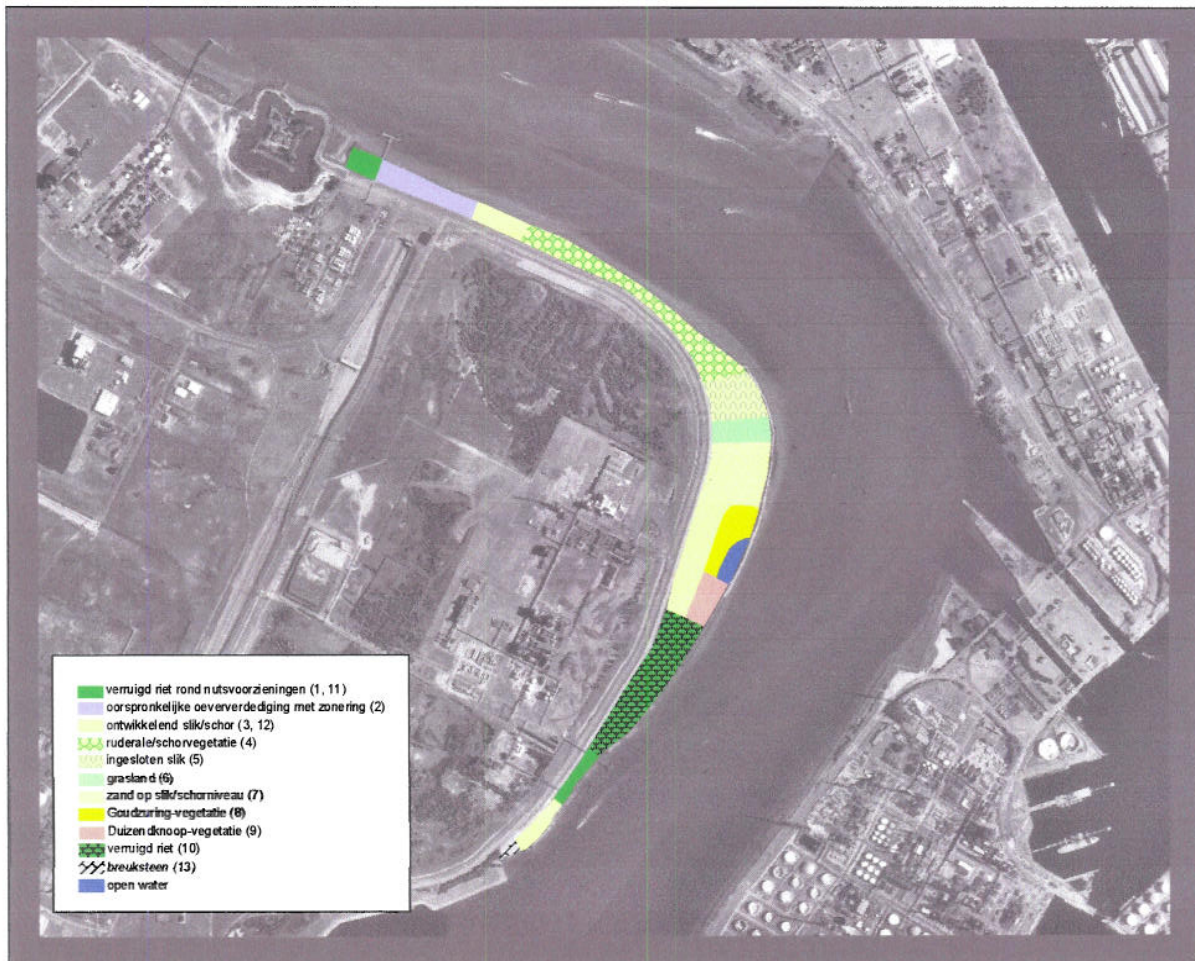 verruigd riet rond nutsvoorzieningen (1, 11)
oorspronkelijke oeververdediging met zonering (2)
ontwikkelend slik/schor (3, 12)
ruderale/schorvegetatie (4)
ingesloten slik (5)
grasland (6)
zand op slik/schorniveau (7)
Goudzuring-vegetatie (8)
Duizendknoop-vegetatie (9)
verruigd riet (10)
breuksteen (13)
open water